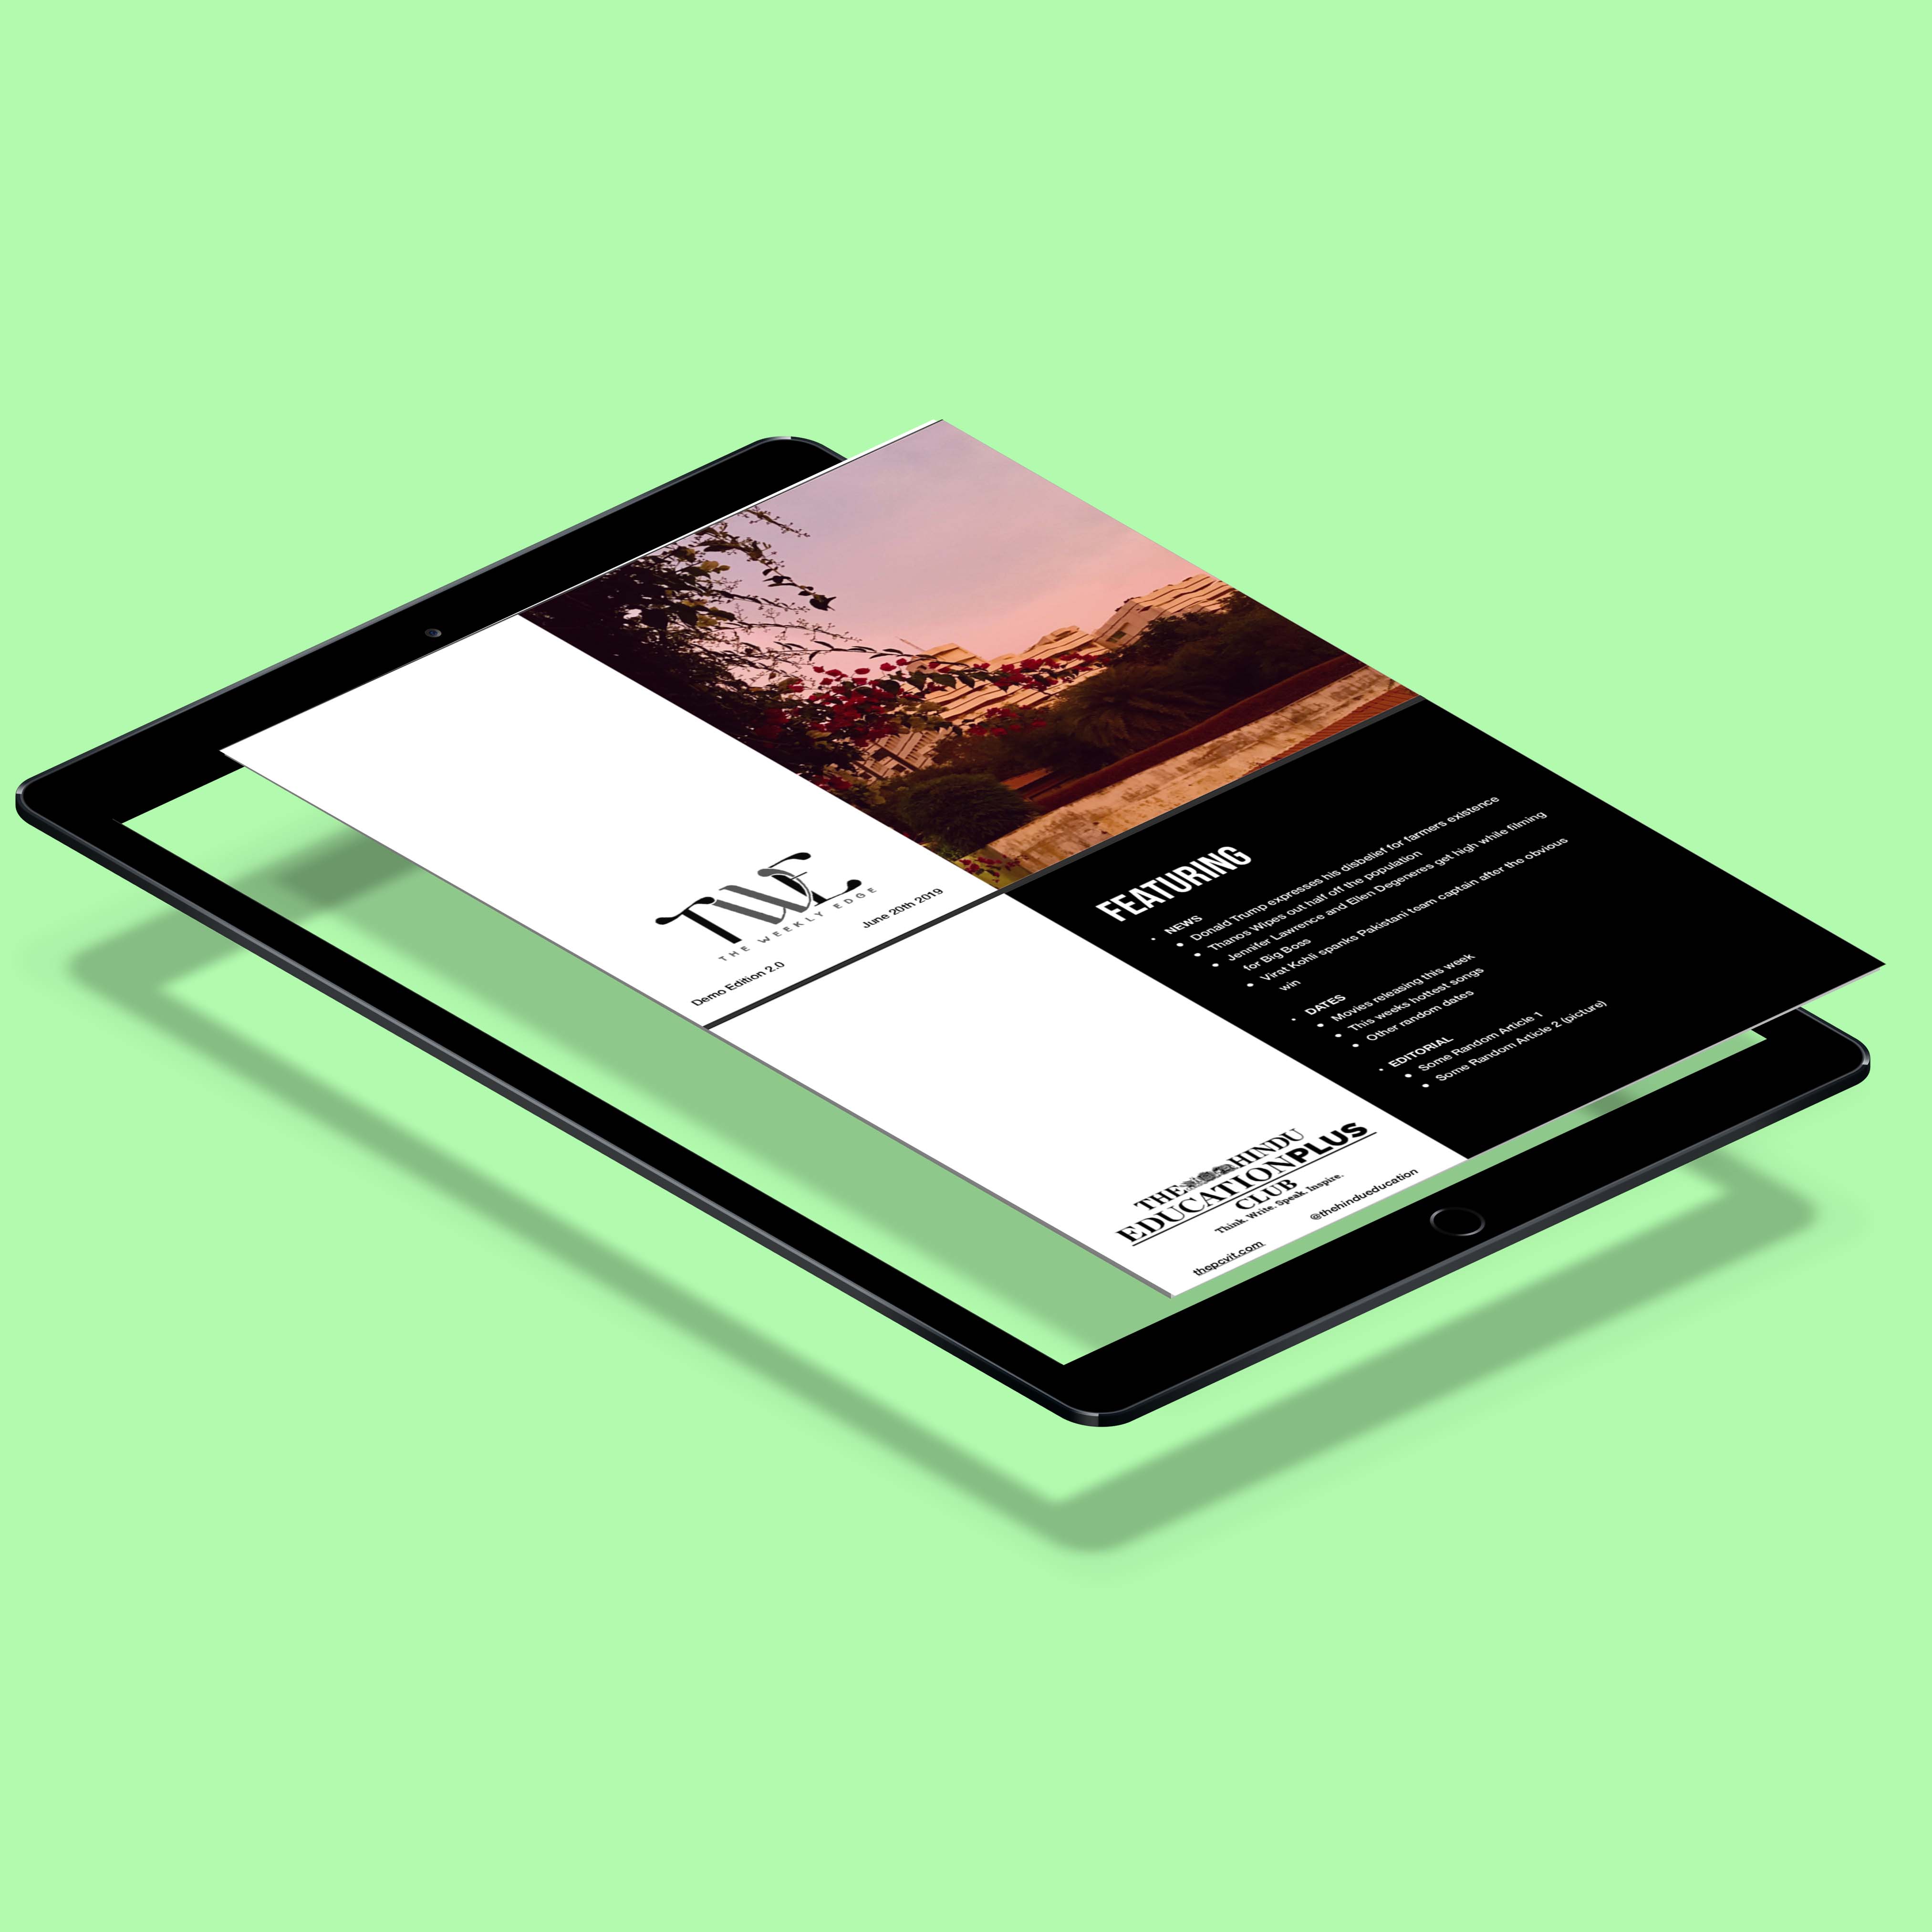 TWE
THE WEEKLY EDGE
Demo Edition 2.0
June 20th 2019
FEATURING
• NEWS
• Donald Trump expresses his disbelief for farmers existence
• Thanos Wipes out half off the population
• Jennifer Lawrence and Ellen Degeneres get high while filming
for Big Boss
• Virat Kohli spanks Pakistani team captain after the obvious
win
• DATES
• Movies releasing this week
• This weeks hottest songs
• Other random dates
• EDITORIAL
• Some Random Article 1
• Some Random Article 2 (picture)
THE HINDU
EDUCATIONPLUS
CLUB
Think. Write. Speak. Inspire.
thepcvit.com
@thehindueducation